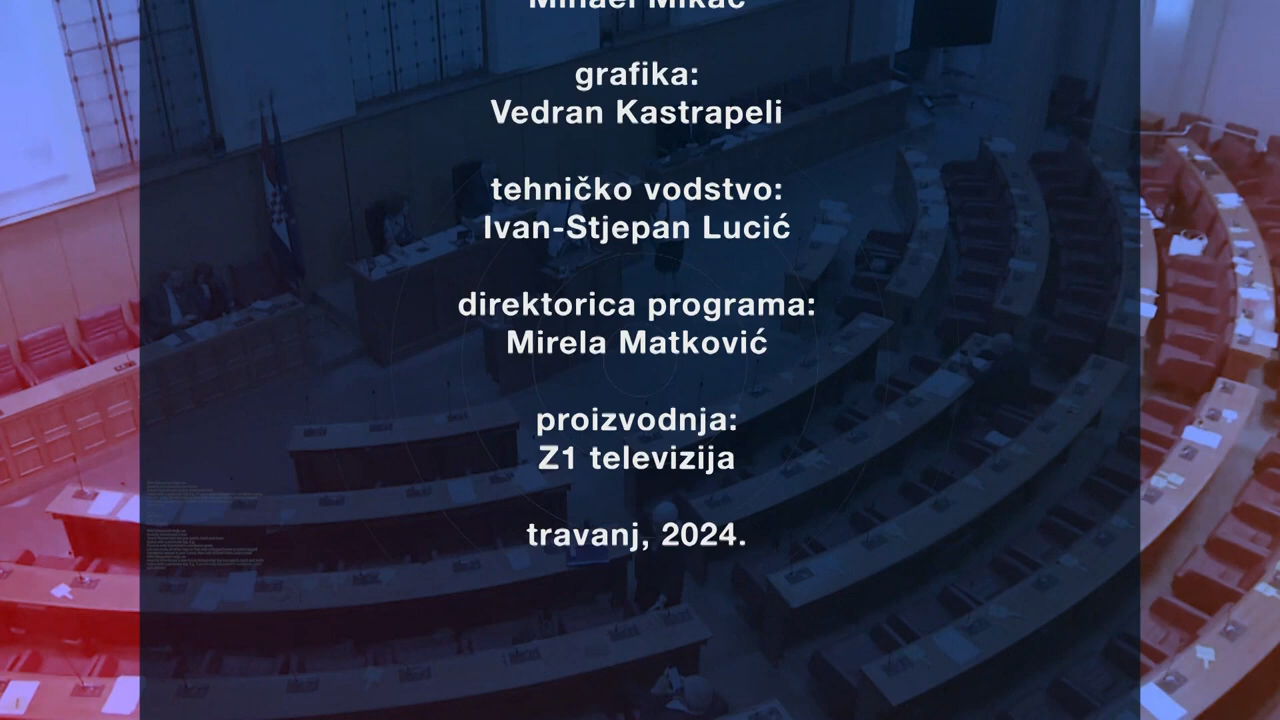 grafika:
Vedran Kastrapeli
tehničko vodstvo:
Ivan-Stjepan Lucić
direktorica programa:
Mirela Matković
proizvodnja:
Z1 televizija
travanj, 2024.